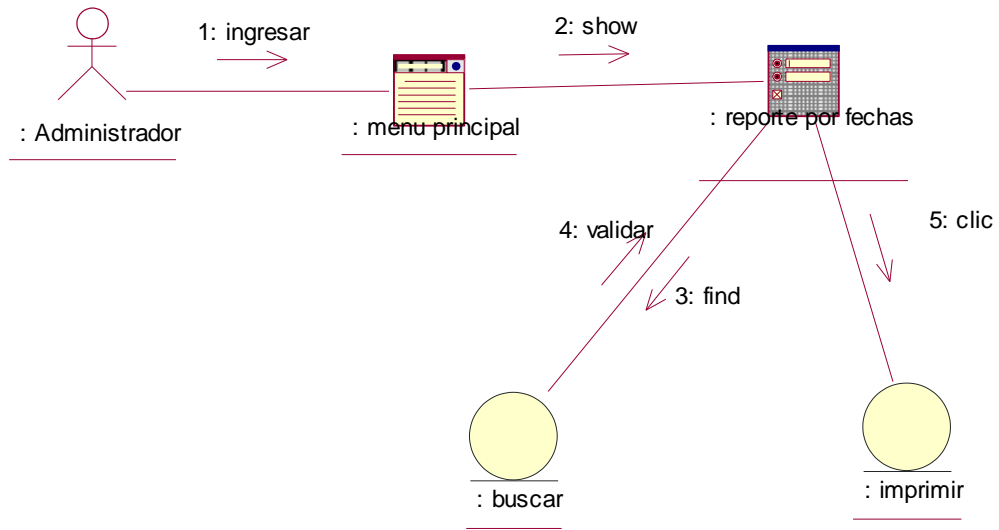 1: ingresar
2: show
: Administrador
: menu principal
: reporte por fechas
4: validar
5: clic
3: find
: buscar
: imprimir